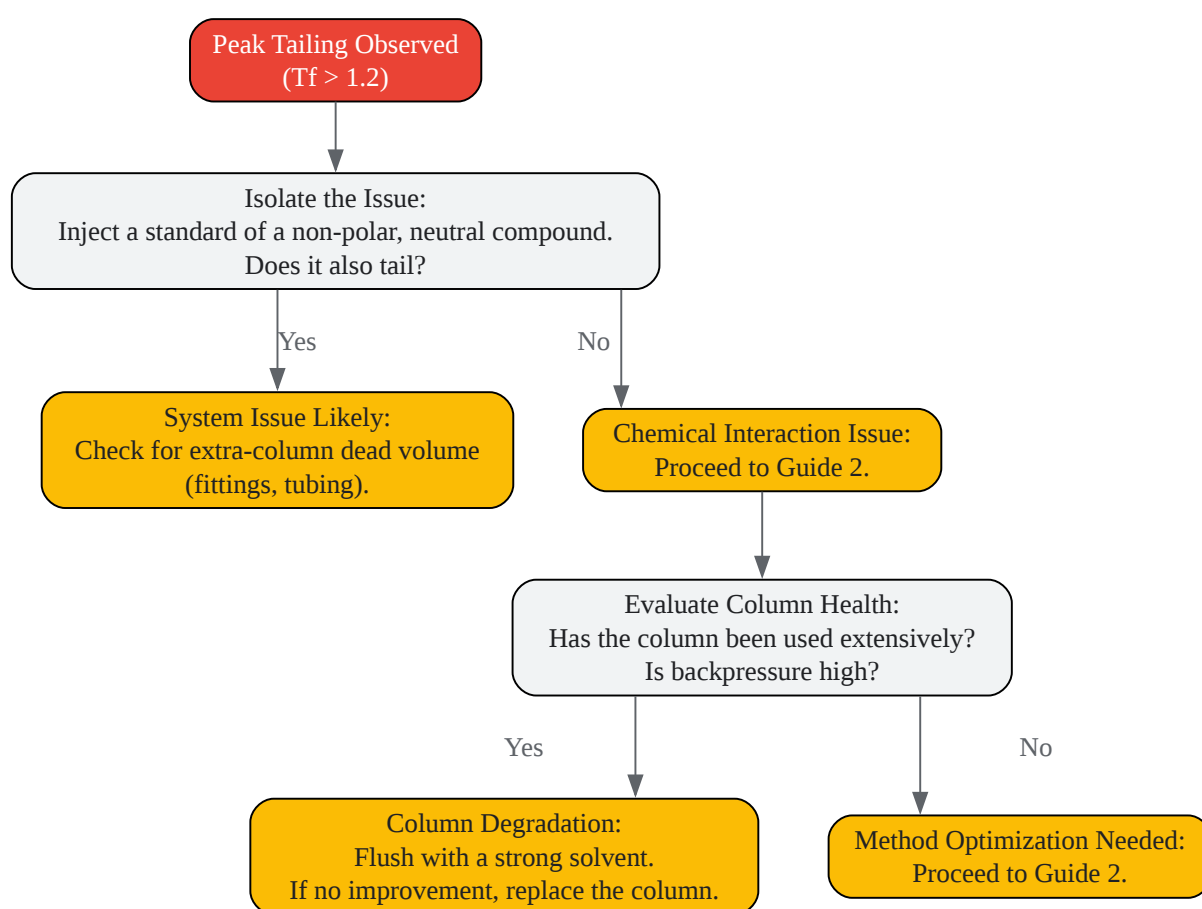 Peak Tailing Observed
(Tf > 1.2)
Isolate the Issue:
Inject a standard of a non-polar, neutral compound.
Does it also tail?
Yes
No
System Issue Likely:
Check for extra-column dead volume
(fittings, tubing).
Chemical Interaction Issue:
Proceed to Guide 2.
Evaluate Column Health:
Has the column been used extensively?
Is backpressure high?
Yes
No
Column Degradation:
Flush with a strong solvent.
If no improvement, replace the column.
Method Optimization Needed:
Proceed to Guide 2.